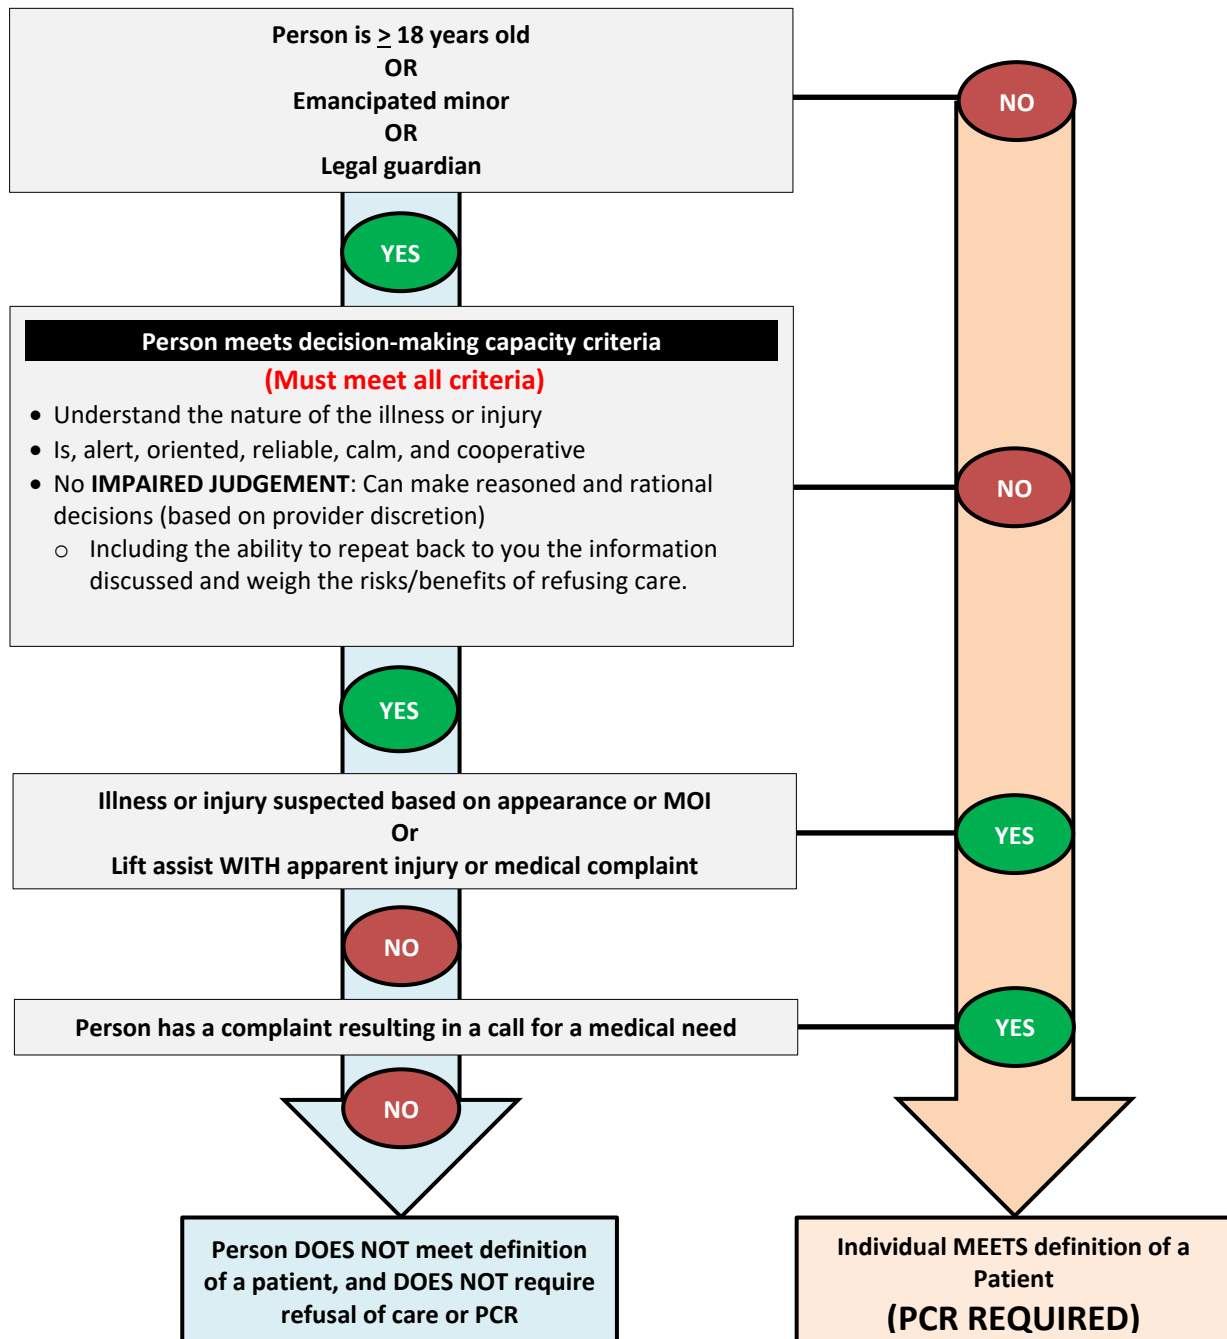 Person is ≥ 18 years old
OR
Emancipated minor
OR
Legal guardian
NO
YES
Person meets decision-making capacity criteria
(Must meet all criteria)
• Understand the nature of the illness or injury
• Is, alert, oriented, reliable, calm, and cooperative
• No IMPAIRED JUDGEMENT: Can make reasoned and rational
decisions (based on provider discretion)
o Including the ability to repeat back to you the information
discussed and weigh the risks/benefits of refusing care.
NO
YES
Illness or injury suspected based on appearance or MOI
Or
Lift assist WITH apparent injury or medical complaint
YES
NO
Person has a complaint resulting in a call for a medical need
YES
NO
Person DOES NOT meet definition
of a patient, and DOES NOT require
refusal of care or PCR
Individual MEETS definition of a
Patient
(PCR REQUIRED)